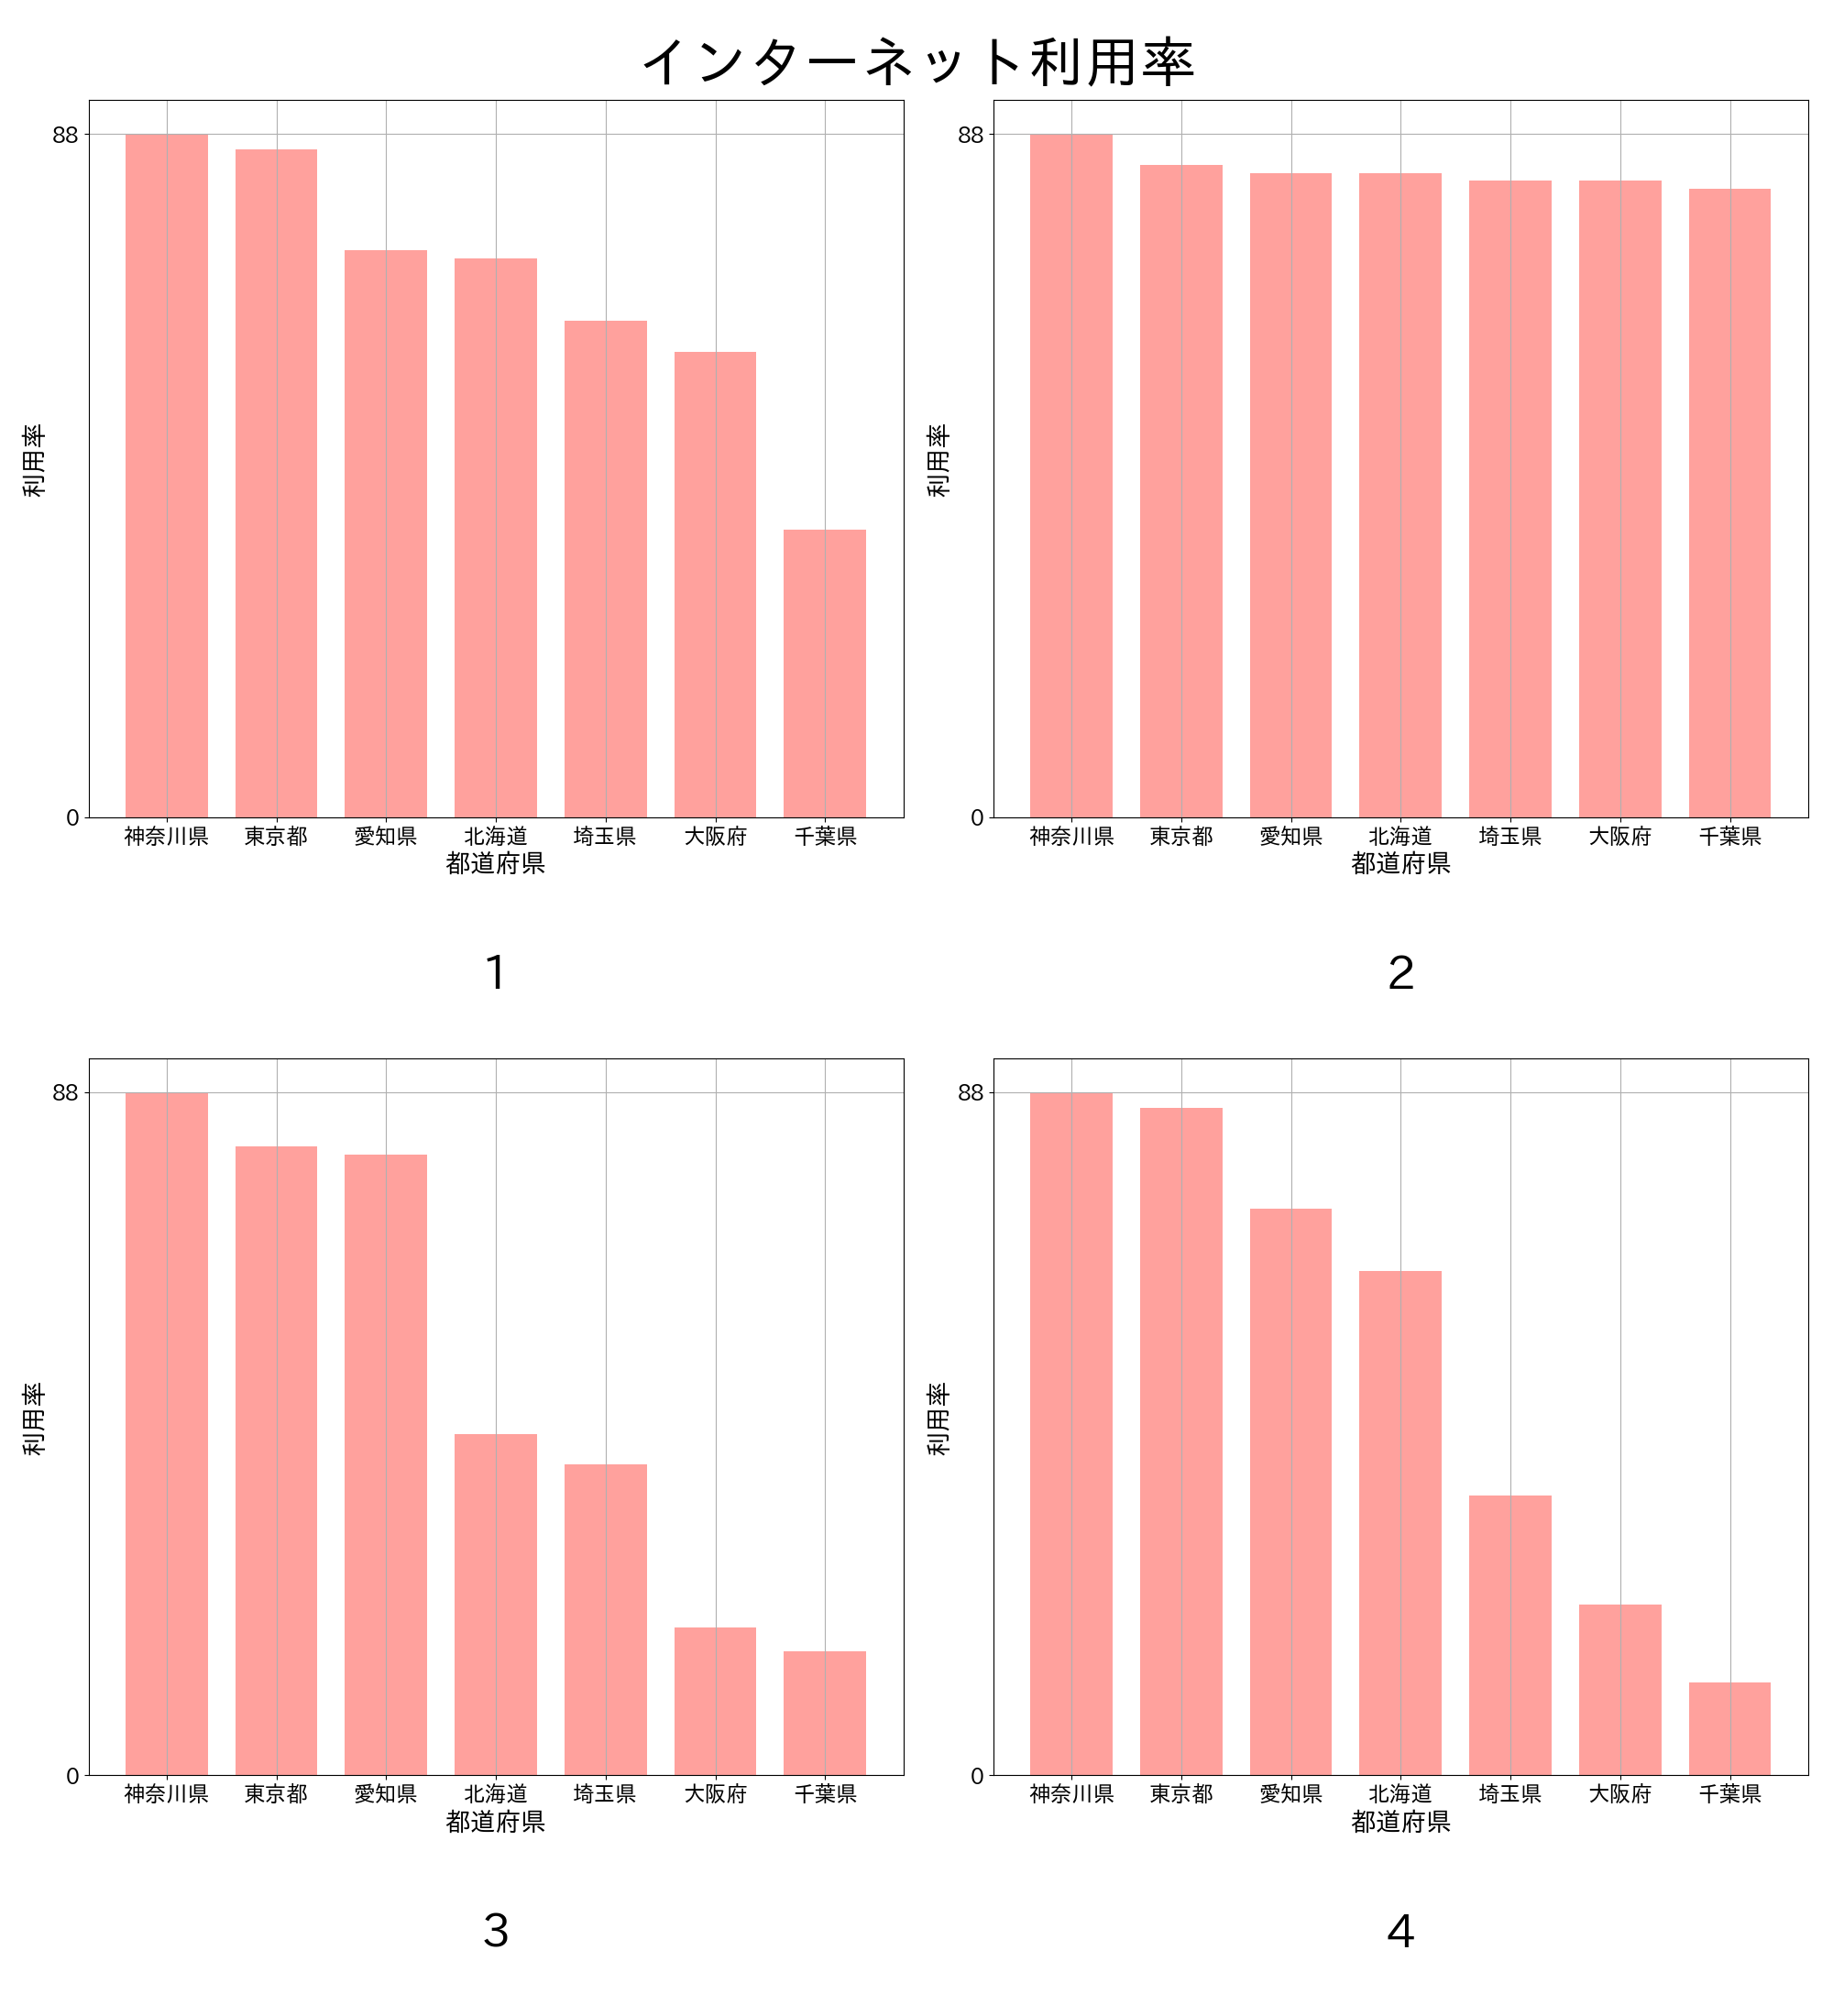 インターネット利用率
88
0
利用率
神奈川県 東京都 愛知県 北海道 埼玉県 大阪府 千葉県
都道府県
1
88
0
利用率
神奈川県 東京都 愛知県 北海道 埼玉県 大阪府 千葉県
都道府県
2
88
0
利用率
神奈川県 東京都 愛知県 北海道 埼玉県 大阪府 千葉県
都道府県
3
88
0
利用率
神奈川県 東京都 愛知県 北海道 埼玉県 大阪府 千葉県
都道府県
4